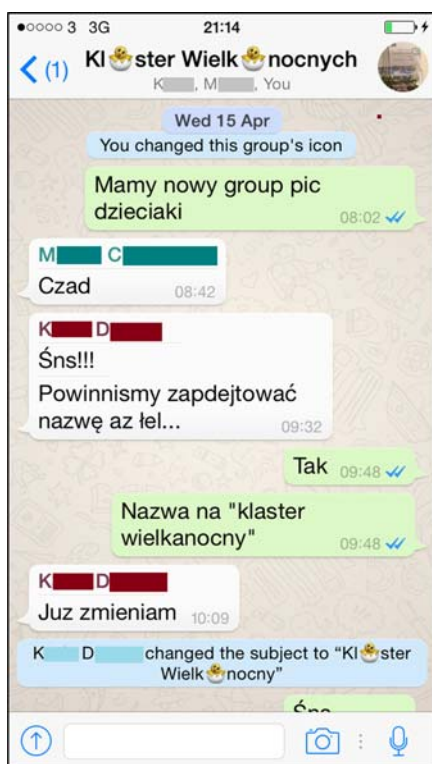 3 3G 21:14
(1) Kl🐣ster Wielk🐣nocnych
K , M , You
Wed 15 Apr
You changed this group's icon
Mamy nowy group pic
dzieciaki
08:02
M C
Czad
08:42
K D
Śns!!!
Powinnismy zapdejtować
nazwę az łel...
09:32
Tak 09:48
Nazwa na "klaster
wielkanocny"
09:48
K D
Juz zmieniam 10:09
K D changed the subject to “Kl🐣ster
Wielk🐣nocny”